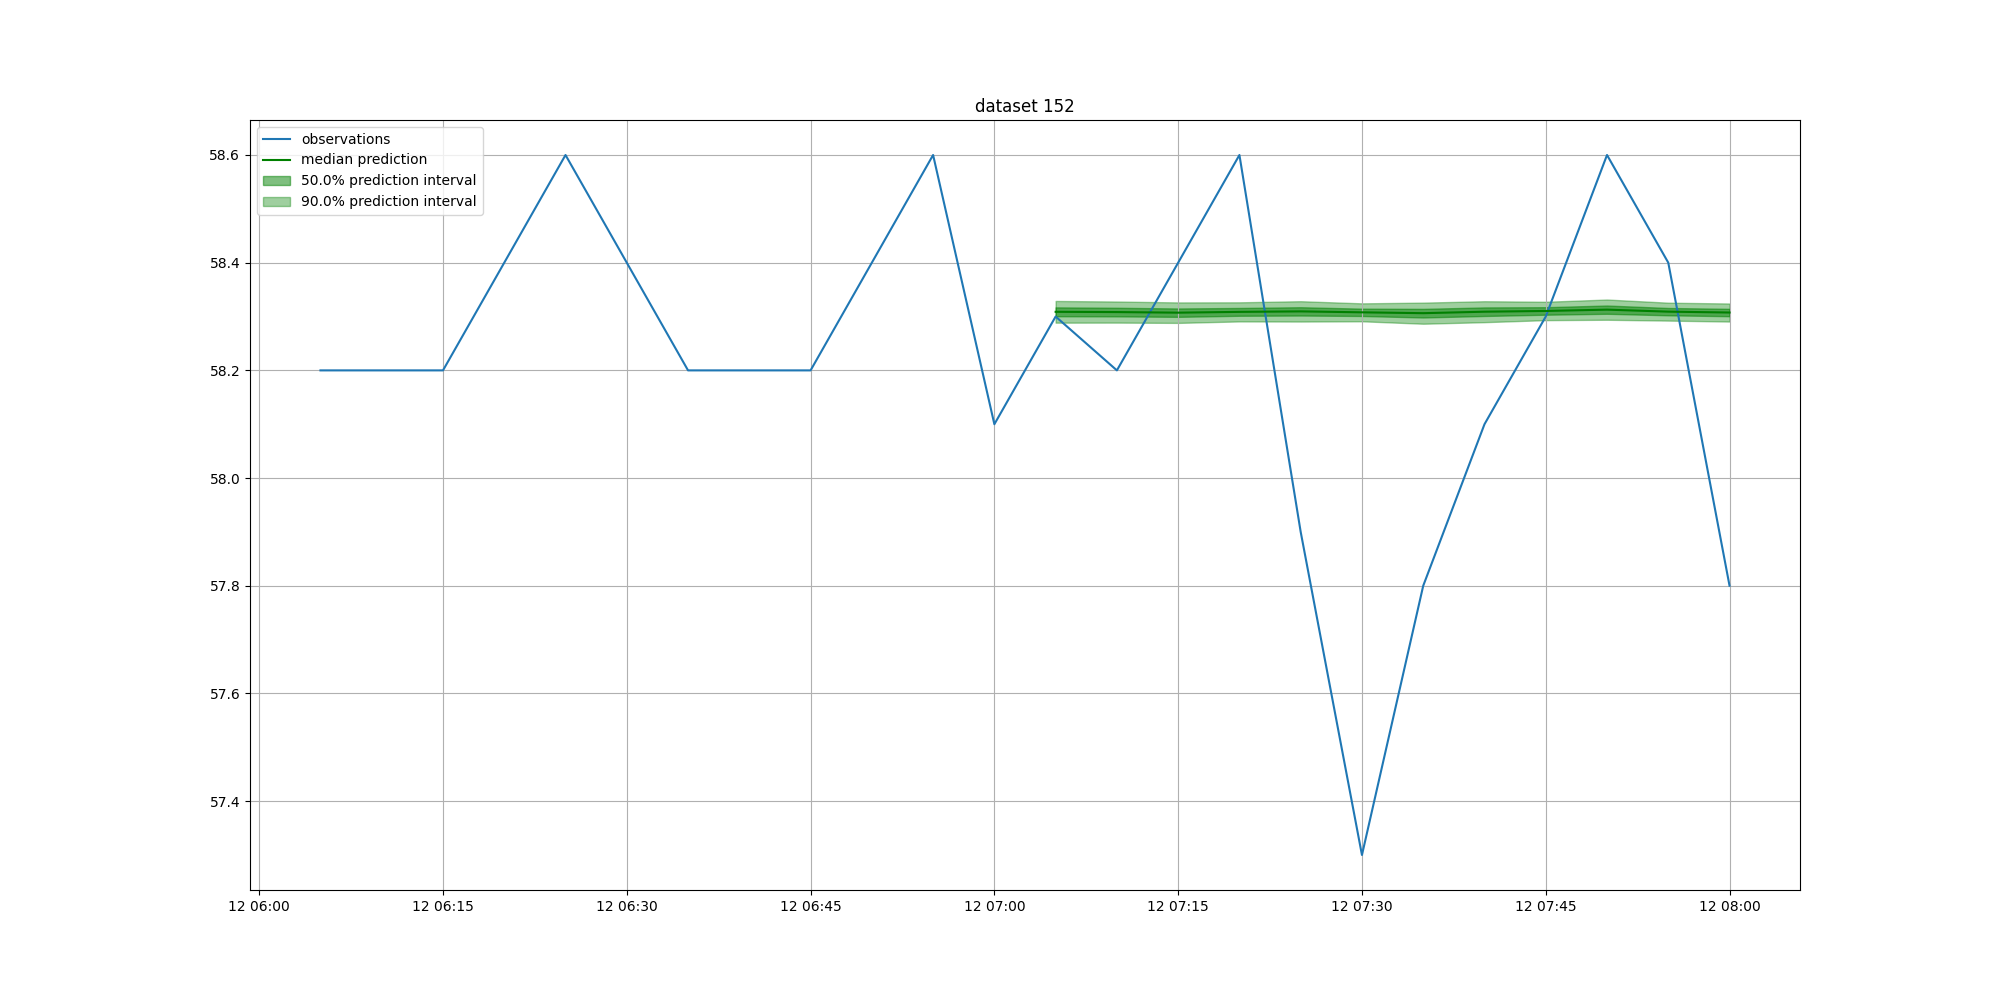 dataset 152
observations
median prediction
50.0% prediction interval
90.0% prediction interval
58.6
58.4
58.2
58.0
57.8
57.6
57.4
12 06:00 12 06:15 12 06:30 12 06:45 12 07:00 12 07:15 12 07:30 12 07:45 12 08:00